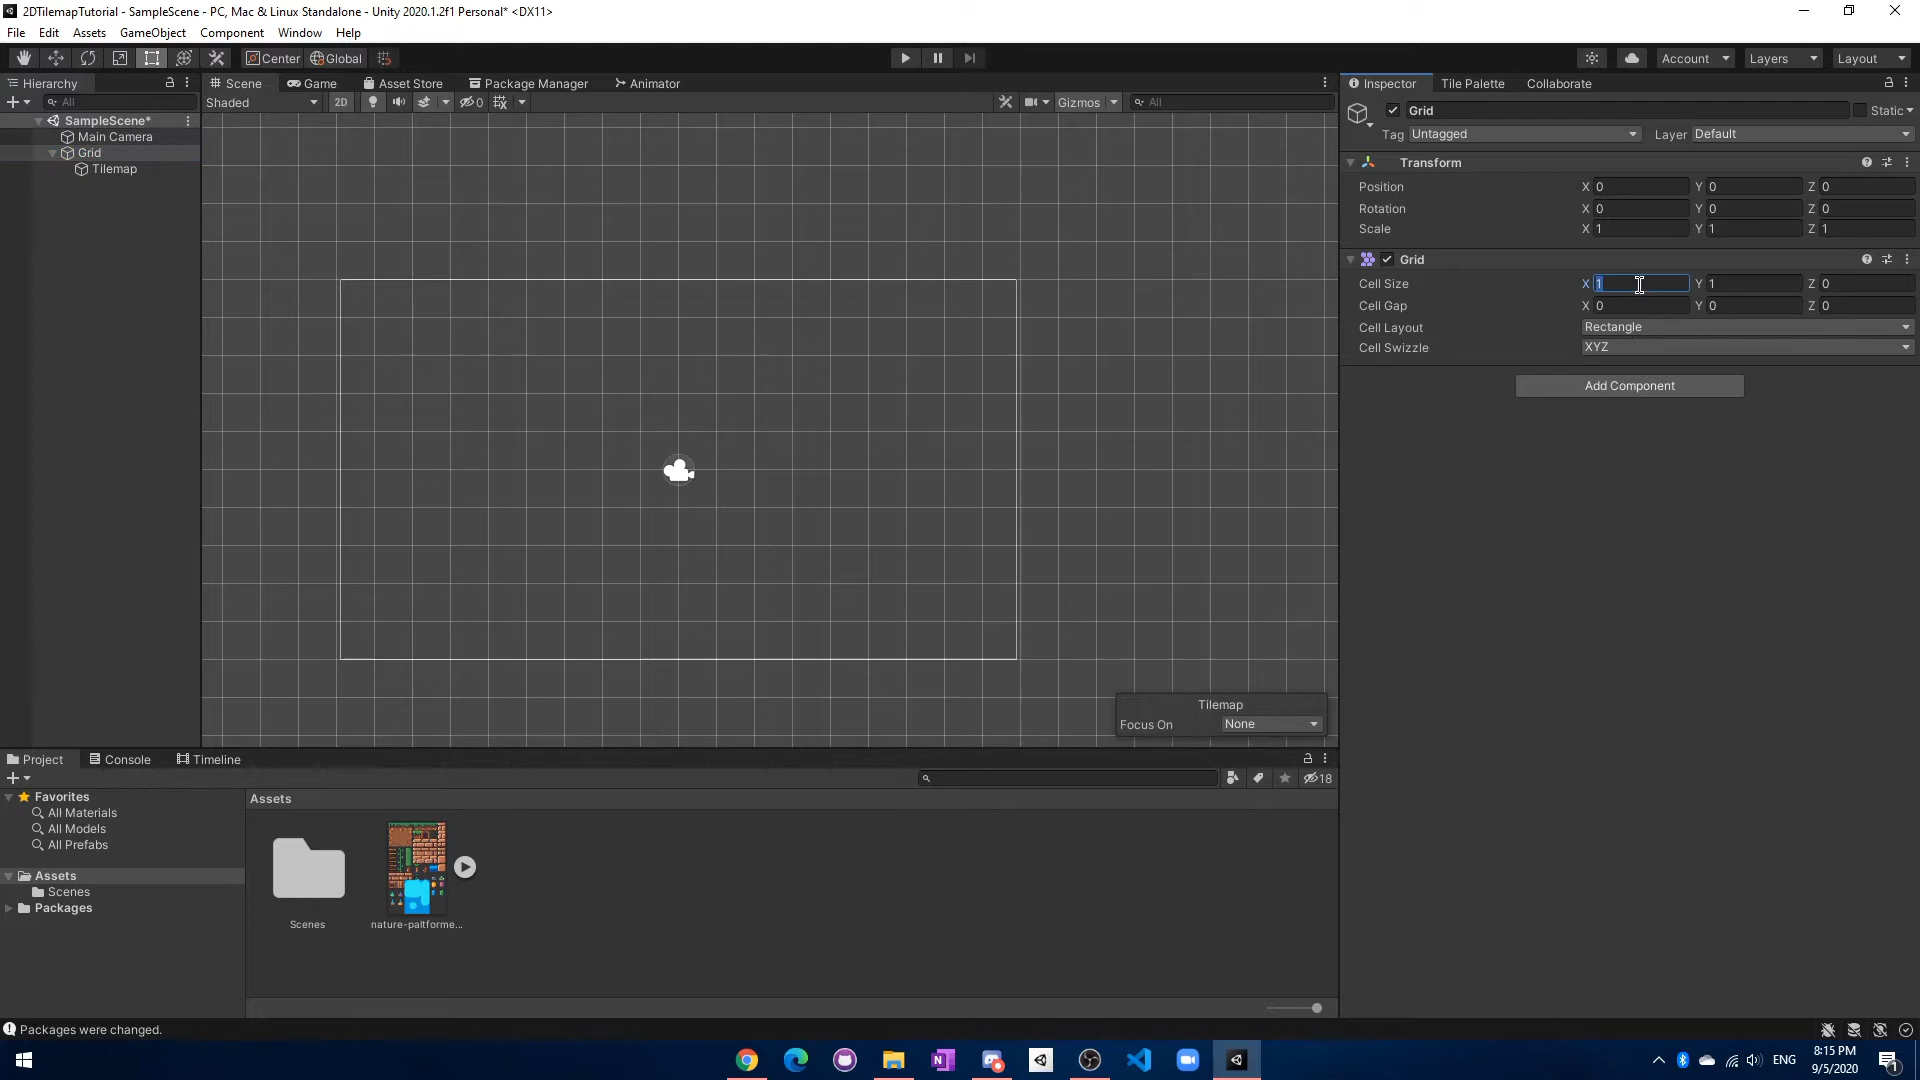 2DTilemapTutorial - SampleScene - PC, Mac & Linux Standalone - Unity 2020.1.2f1 Personal* <DX11>
File Edit Assets GameObject Component Window Help
Center Global Account Layers Layout
Hierarchy Scene Game Asset Store Package Manager Animator Inspector Tile Palette Collaborate
All Shaded 2D 0 Gizmos All
Grid Static
SampleScene*
Main Camera
Grid
Tilemap
Tag Untagged Layer Default
Transform
Position X 0 Y 0 Z 0
Rotation X 0 Y 0 Z 0
Scale X 1 Y 1 Z 1
Grid
Cell Size X 1 Y 1 Z 0
Cell Gap X 0 Y 0 Z 0
Cell Layout Rectangle
Cell Swizzle XYZ
Add Component
Tilemap
Focus On None
Project Console Timeline
18
Favorites
All Materials
All Models
All Prefabs
Assets
Scenes
Packages
Assets
Scenes
nature-paltforme...
Packages were changed.
ENG
8:15 PM
9/5/2020
1